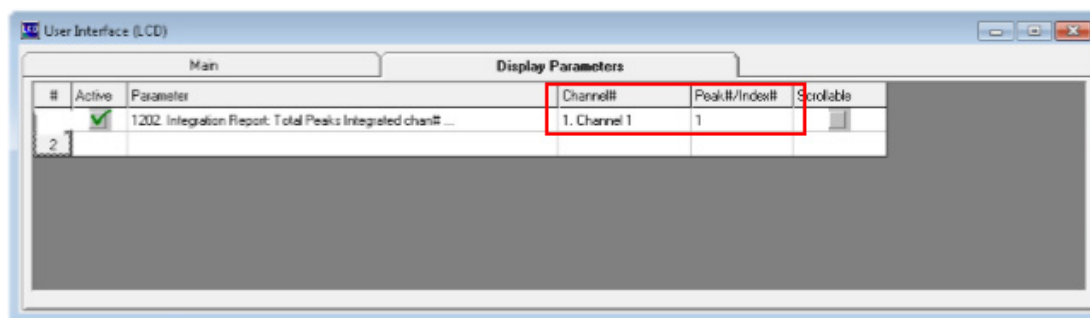 LCD User Interface (LCD)
Main Display Parameters
# Active Parameter Channel# Peak#/Index# Scrollable
1202. Integration Report: Total Peaks Integrated chan# ... 1. Channel 1 1
2